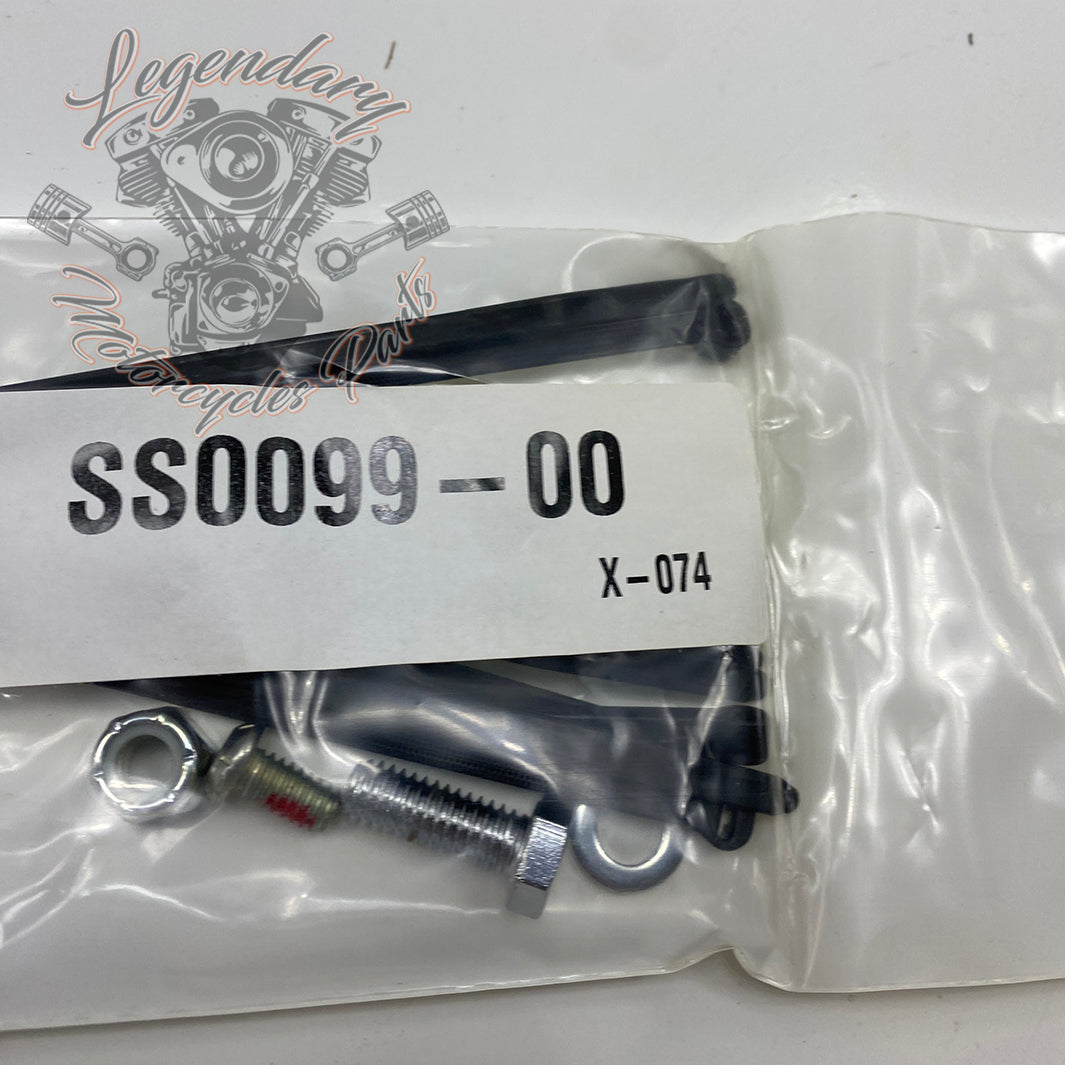 Legendary
Motorcycles Parts
SS0099-00
X-074